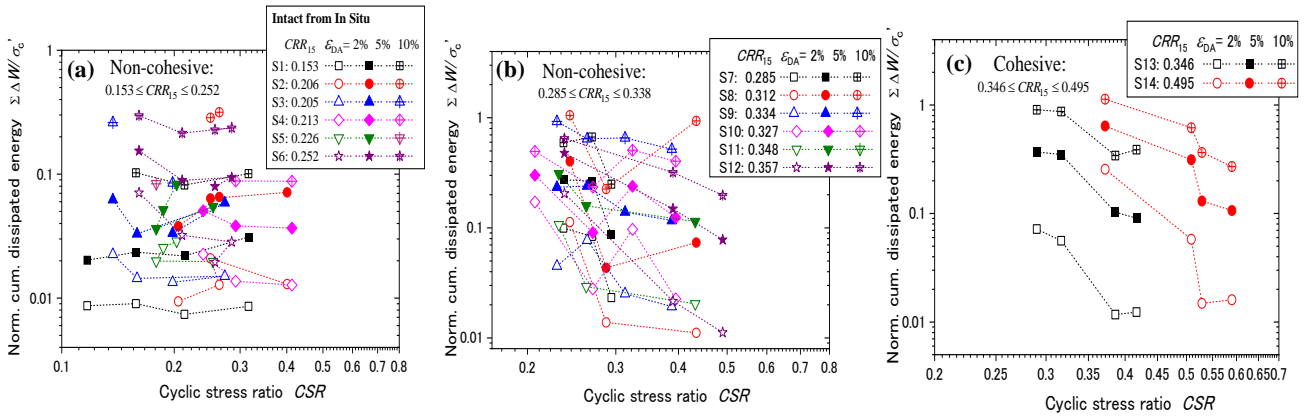 Intact from In Situ
CRR15 εDA= 2% 5% 10%
S1: 0.153
S2: 0.206
S3: 0.205
S4: 0.213
S5: 0.226
S6: 0.252
(a)
Non-cohesive:
0.153 ≤ CRR15 ≤ 0.252
Norm. cum. dissipated energy Σ ΔW/σc'
1
0.1
0.01
0.1 0.2 0.3 0.4 0.5 0.6 0.7 0.8
Cyclic stress ratio CSR
CRR15 εDA= 2% 5% 10%
S7: 0.285
S8: 0.312
S9: 0.334
S10: 0.327
S11: 0.348
S12: 0.357
(b)
Non-cohesive:
0.285 ≤ CRR15 ≤ 0.338
Norm. cum. dissipated energy Σ ΔW/σc'
1
0.1
0.01
0.2 0.3 0.4 0.5 0.6 0.7 0.8
Cyclic stress ratio CSR
CRR15 εDA= 2% 5% 10%
S13: 0.346
S14: 0.495
(c)
Cohesive:
0.346 ≤ CRR15 ≤ 0.495
Norm. cum. dissipated energy Σ ΔW/σc'
1
0.1
0.01
0.2 0.25 0.3 0.35 0.4 0.45 0.5 0.55 0.6 0.65 0.7
Cyclic stress ratio CSR